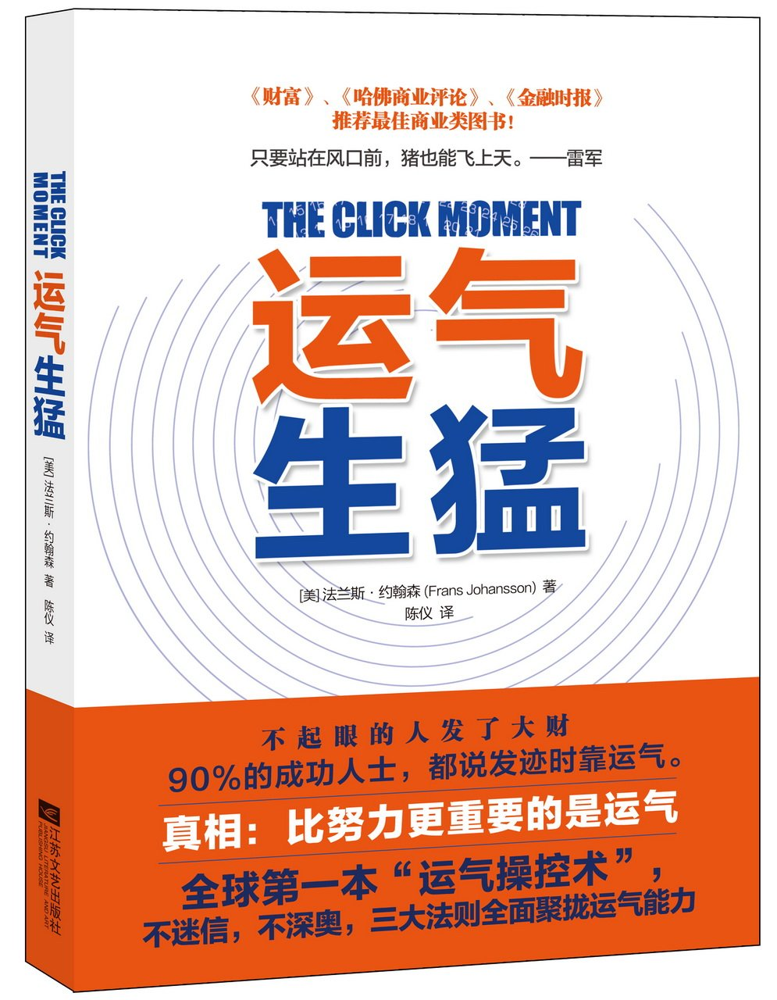 《财富》、《哈佛商业评论》、《金融时报》
推荐最佳商业类图书！
只要站在风口前，猪也能飞上天。——雷军
THE CLICK MOMENT
运气
生猛
[美] 法兰斯·约翰森 (Frans Johansson) 著
陈仪 译
不起眼的人发了大财
90%的成功人士，都说发迹时靠运气。
真相：比努力更重要的是运气
全球第一本“运气操控术”，
不迷信，不深奥，三大法则全面聚拢运气能力
THE CLICK
MOMENT
运气生猛
[美] 法兰斯·约翰森 著 陈仪 译
江苏文艺出版社
JIANGSU LITERATURE AND ART
PUBLISHING HOUSE